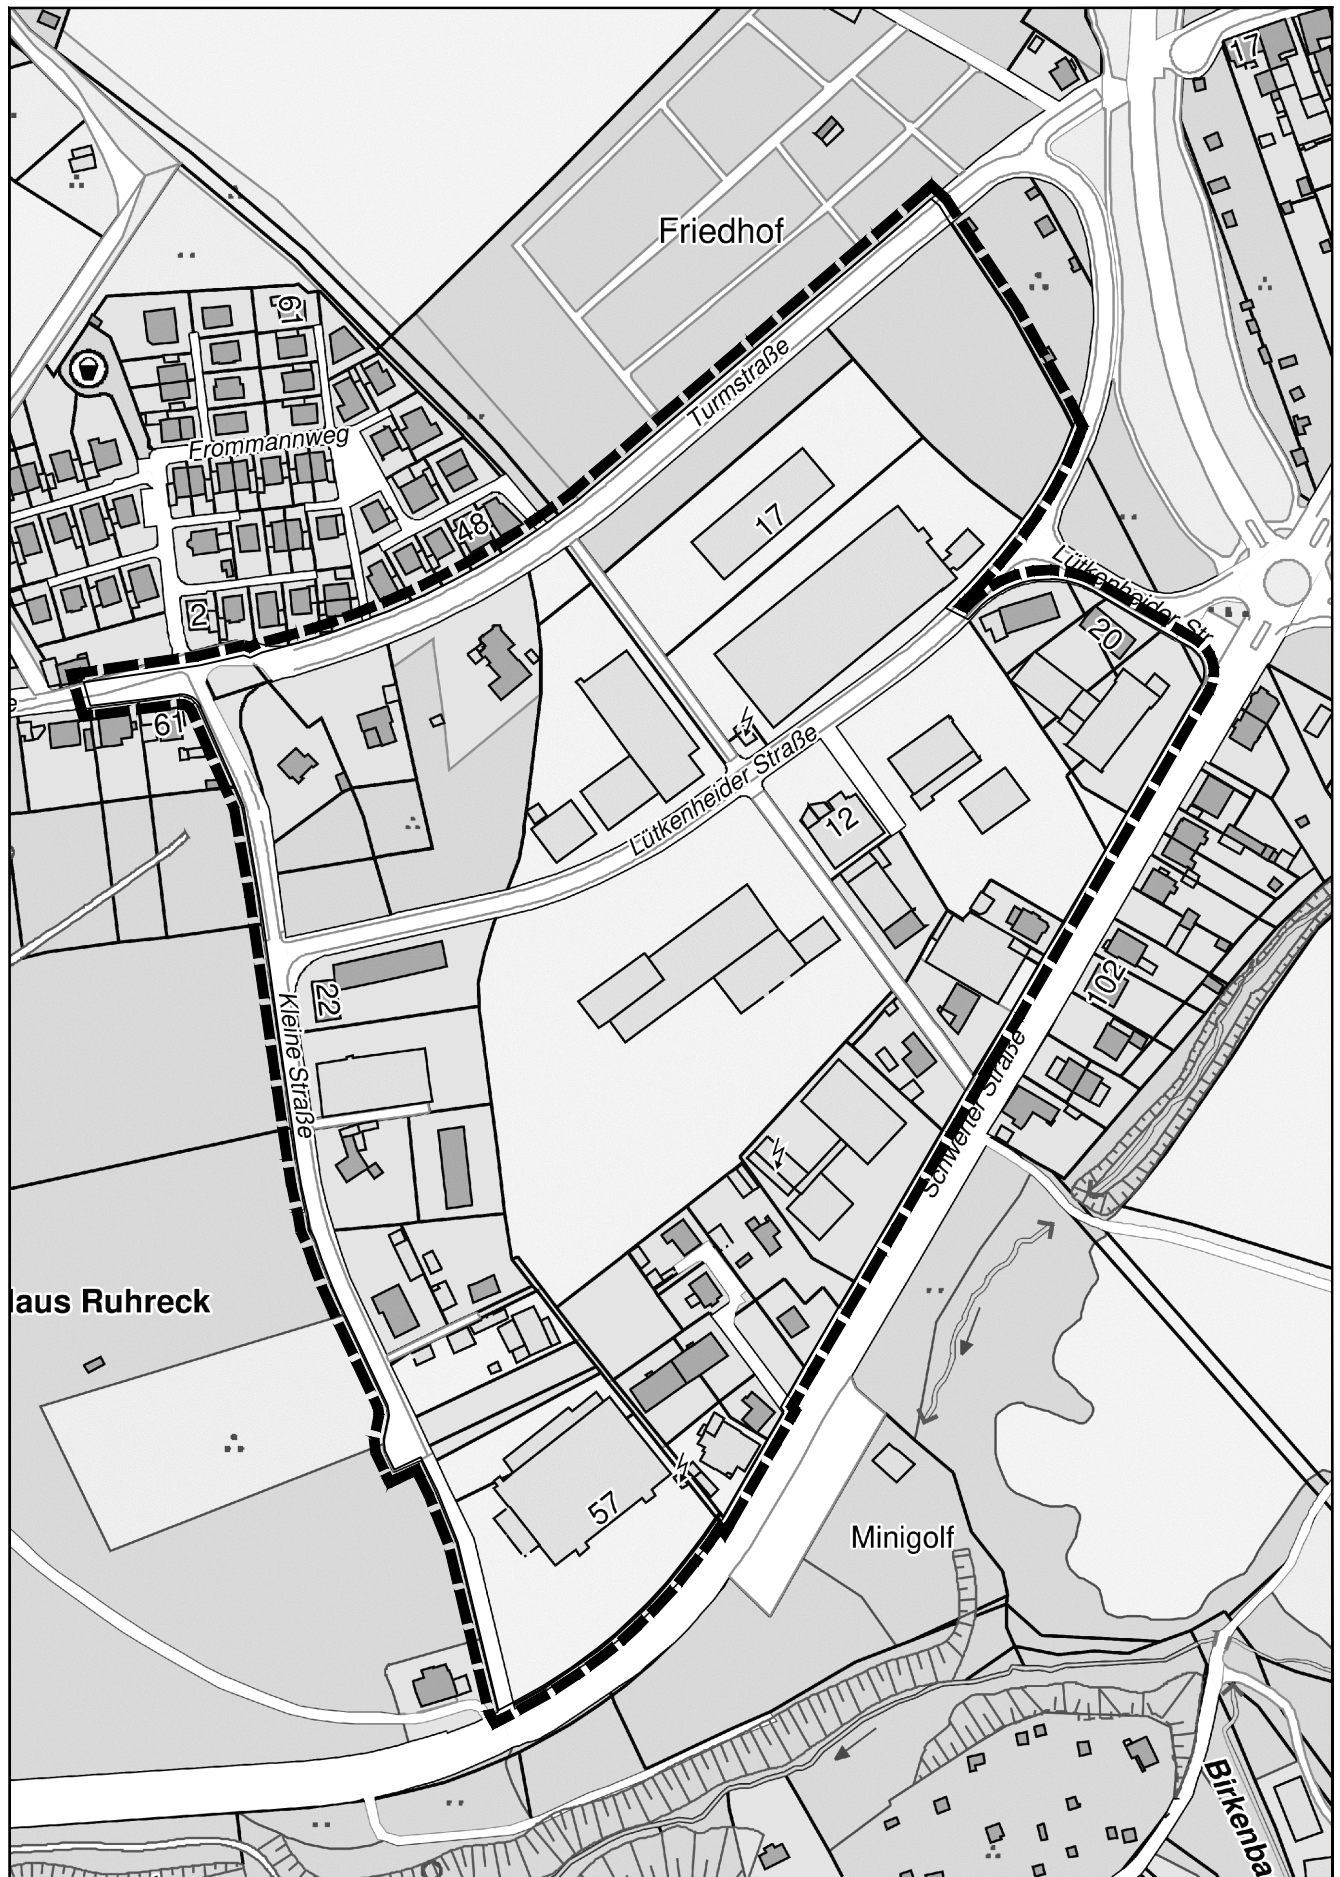 17
Friedhof
61
Turmstraße
Frommannweg
48
17
2
Lütkenheider Str
20
61
Lütkenheider Straße
12
22
102
Kleine Straße
Schwerter Straße
aus Ruhreck
57
Minigolf
Birkenba